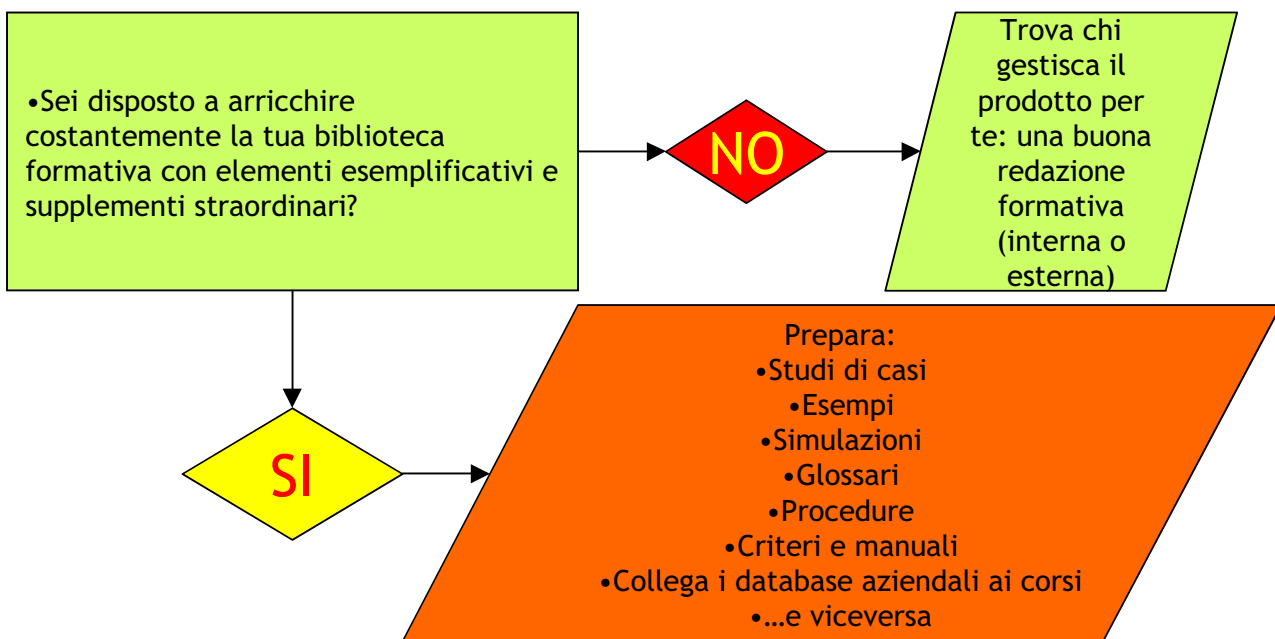 •Sei disposto a arricchire
costantemente la tua biblioteca
formativa con elementi esemplificativi e
supplementi straordinari?
NO
Trova chi
gestisca il
prodotto per
te: una buona
redazione
formativa
(interna o
esterna)
SI
Prepara:
•Studi di casi
•Esempi
•Simulazioni
•Glossari
•Procedure
•Criteri e manuali
•Collega i database aziendali ai corsi
•…e viceversa